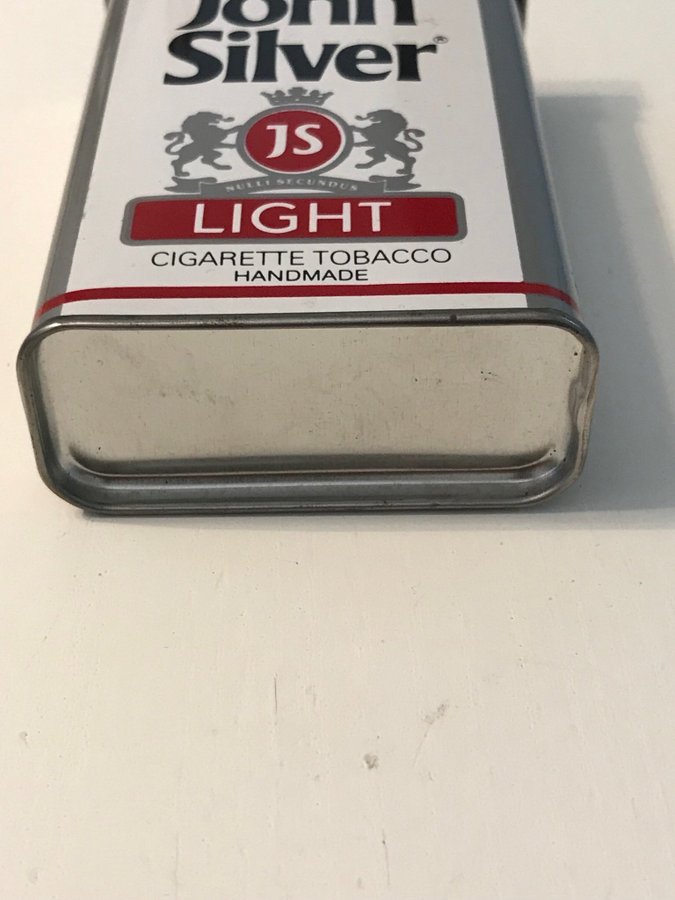 John
Silver®
JS
NULLI SECUNDUS
LIGHT
CIGARETTE TOBACCO
HANDMADE